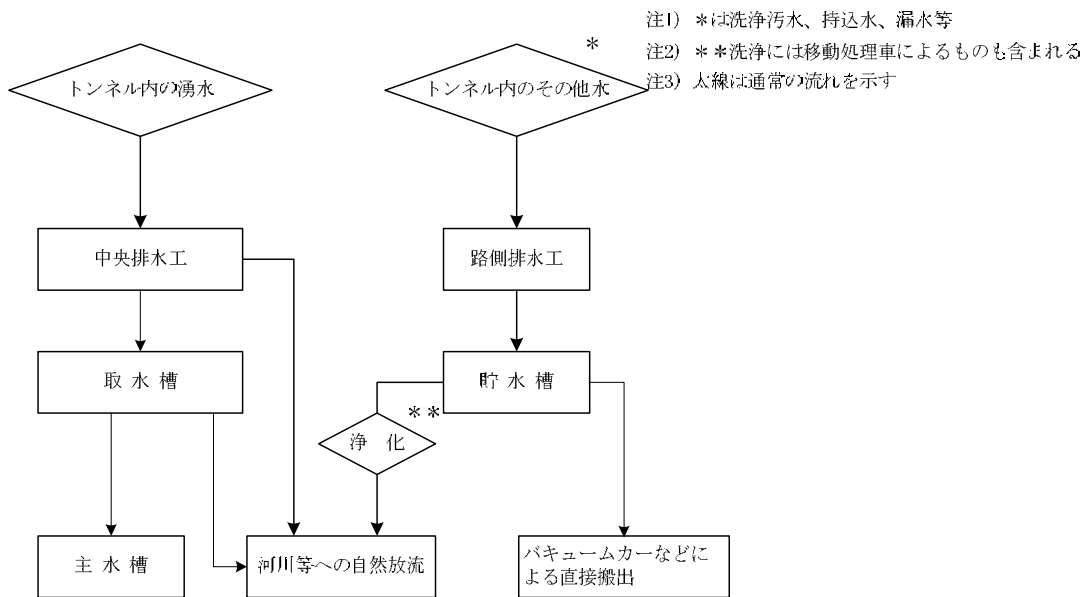 注1) *は洗浄汚水、持込水、漏水等
注2) **洗浄には移動処理車によるものも含まれる
注3) 太線は通常の流れを示す
*
トンネル内の湧水
トンネル内のその他水
中央排水工
路側排水工
取 水 槽
貯 水 槽
**
浄 化
主 水 槽
河川等への自然放流
バキュームカーなどに
よる直接搬出